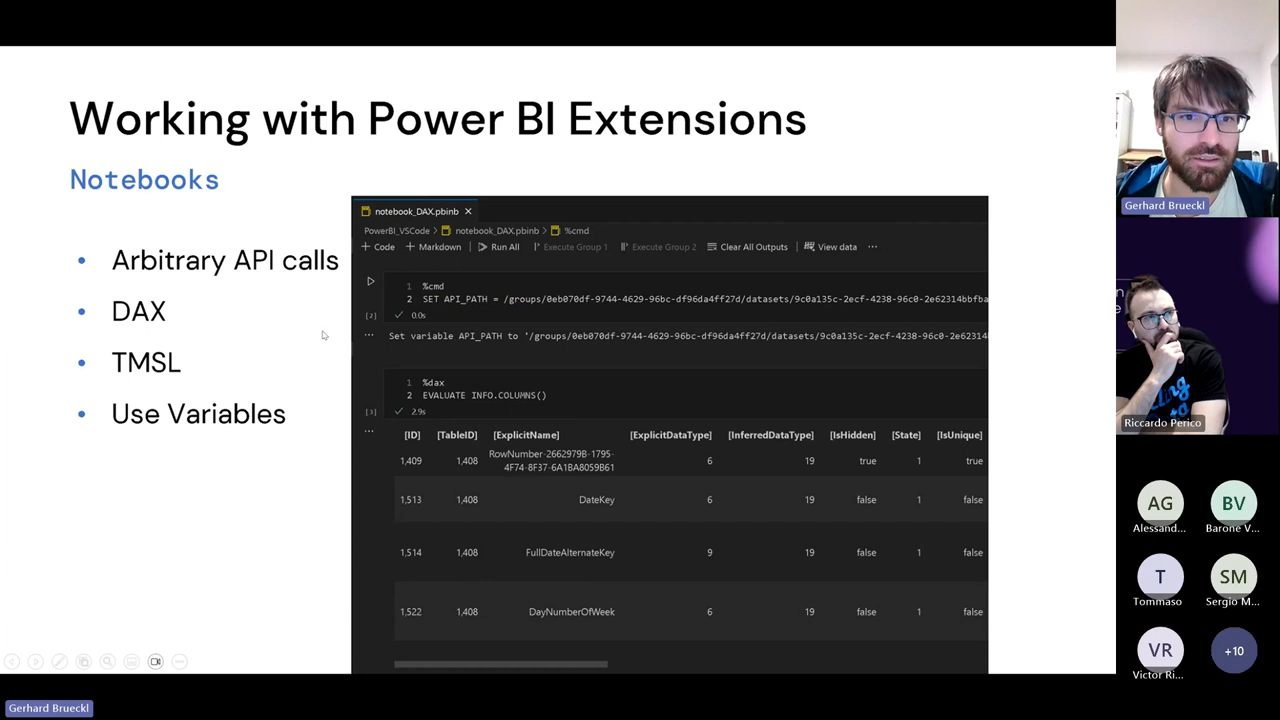 Working with Power BI Extensions
Notebooks
• Arbitrary API calls
• DAX
• TMSL
• Use Variables
notebook_DAX.pbinb
PowerBI_VSCode > notebook_DAX.pbinb > %cmd
+ Code + Markdown Run All Execute Group 1 Execute Group 2 Clear All Outputs View data ...
1 %cmd
2 SET API_PATH = /groups/0eb070df-9744-4629-96bc-df96da4ff27d/datasets/9c0a135c-2ecf-4238-96c0-2e62314bbfba
[2] 0.0s
... Set variable API_PATH to '/groups/0eb070df-9744-4629-96bc-df96da4ff27d/datasets/9c0a135c-2ecf-4238-96c0-2e62314
1 %dax
2 EVALUATE INFO.COLUMNS()
[3] 2.9s
... [ID] [TableID] [ExplicitName] [ExplicitDataType] [InferredDataType] [IsHidden] [State] [IsUnique]
1,409 1,408 RowNumber-2662979B-1795- 6 19 true 1 true
4F74-8F37-6A1BA8059B61
1,513 1,408 DateKey 6 19 false 1 false
1,514 1,408 FullDateAlternateKey 9 19 false 1 false
1,522 1,408 DayNumberOfWeek 6 19 false 1 false
Gerhard Brueckl
Gerhard Brueckl
Riccardo Perico
AG BV
Alessand... Barone V...
T SM
Tommaso Sergio M...
VR +10
Victor Ri...